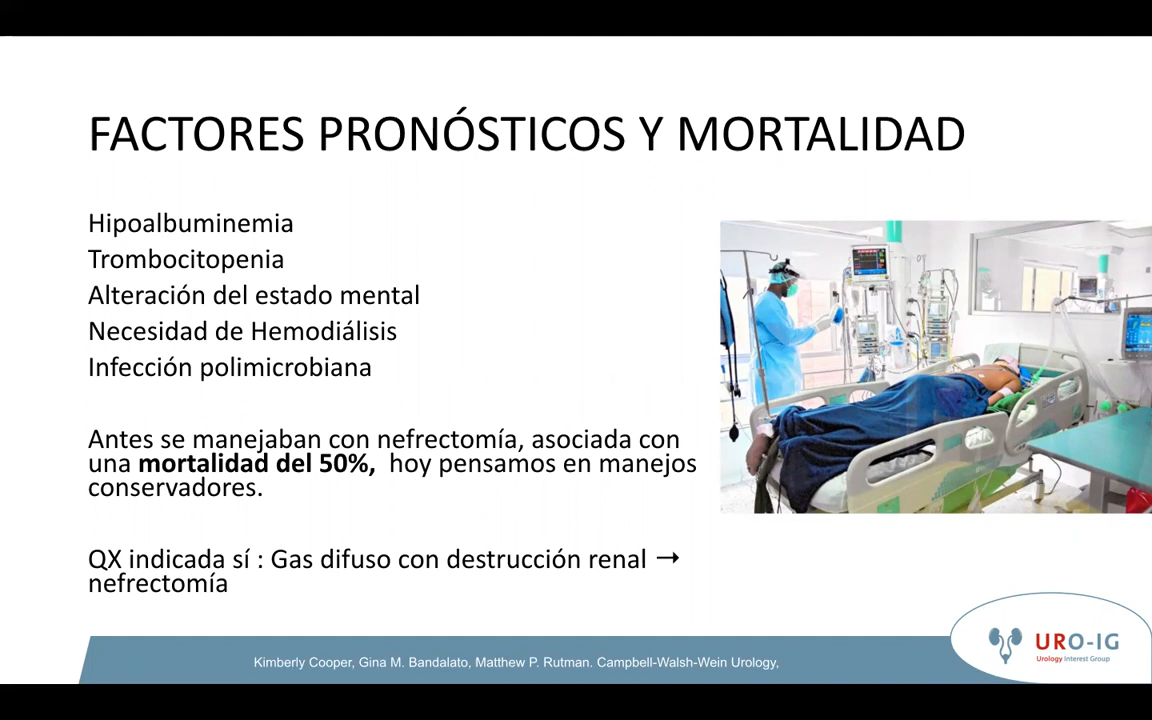 FACTORES PRONÓSTICOS Y MORTALIDAD
Hipoalbuminemia
Trombocitopenia
Alteración del estado mental
Necesidad de Hemodiálisis
Infección polimicrobiana
Antes se manejaban con nefrectomía, asociada con
una mortalidad del 50%, hoy pensamos en manejos
conservadores.
QX indicada sí : Gas difuso con destrucción renal →
nefrectomía
Kimberly Cooper, Gina M. Bandalato, Matthew P. Rutman. Campbell-Walsh-Wein Urology,
URO-IG
Urology Interest Group